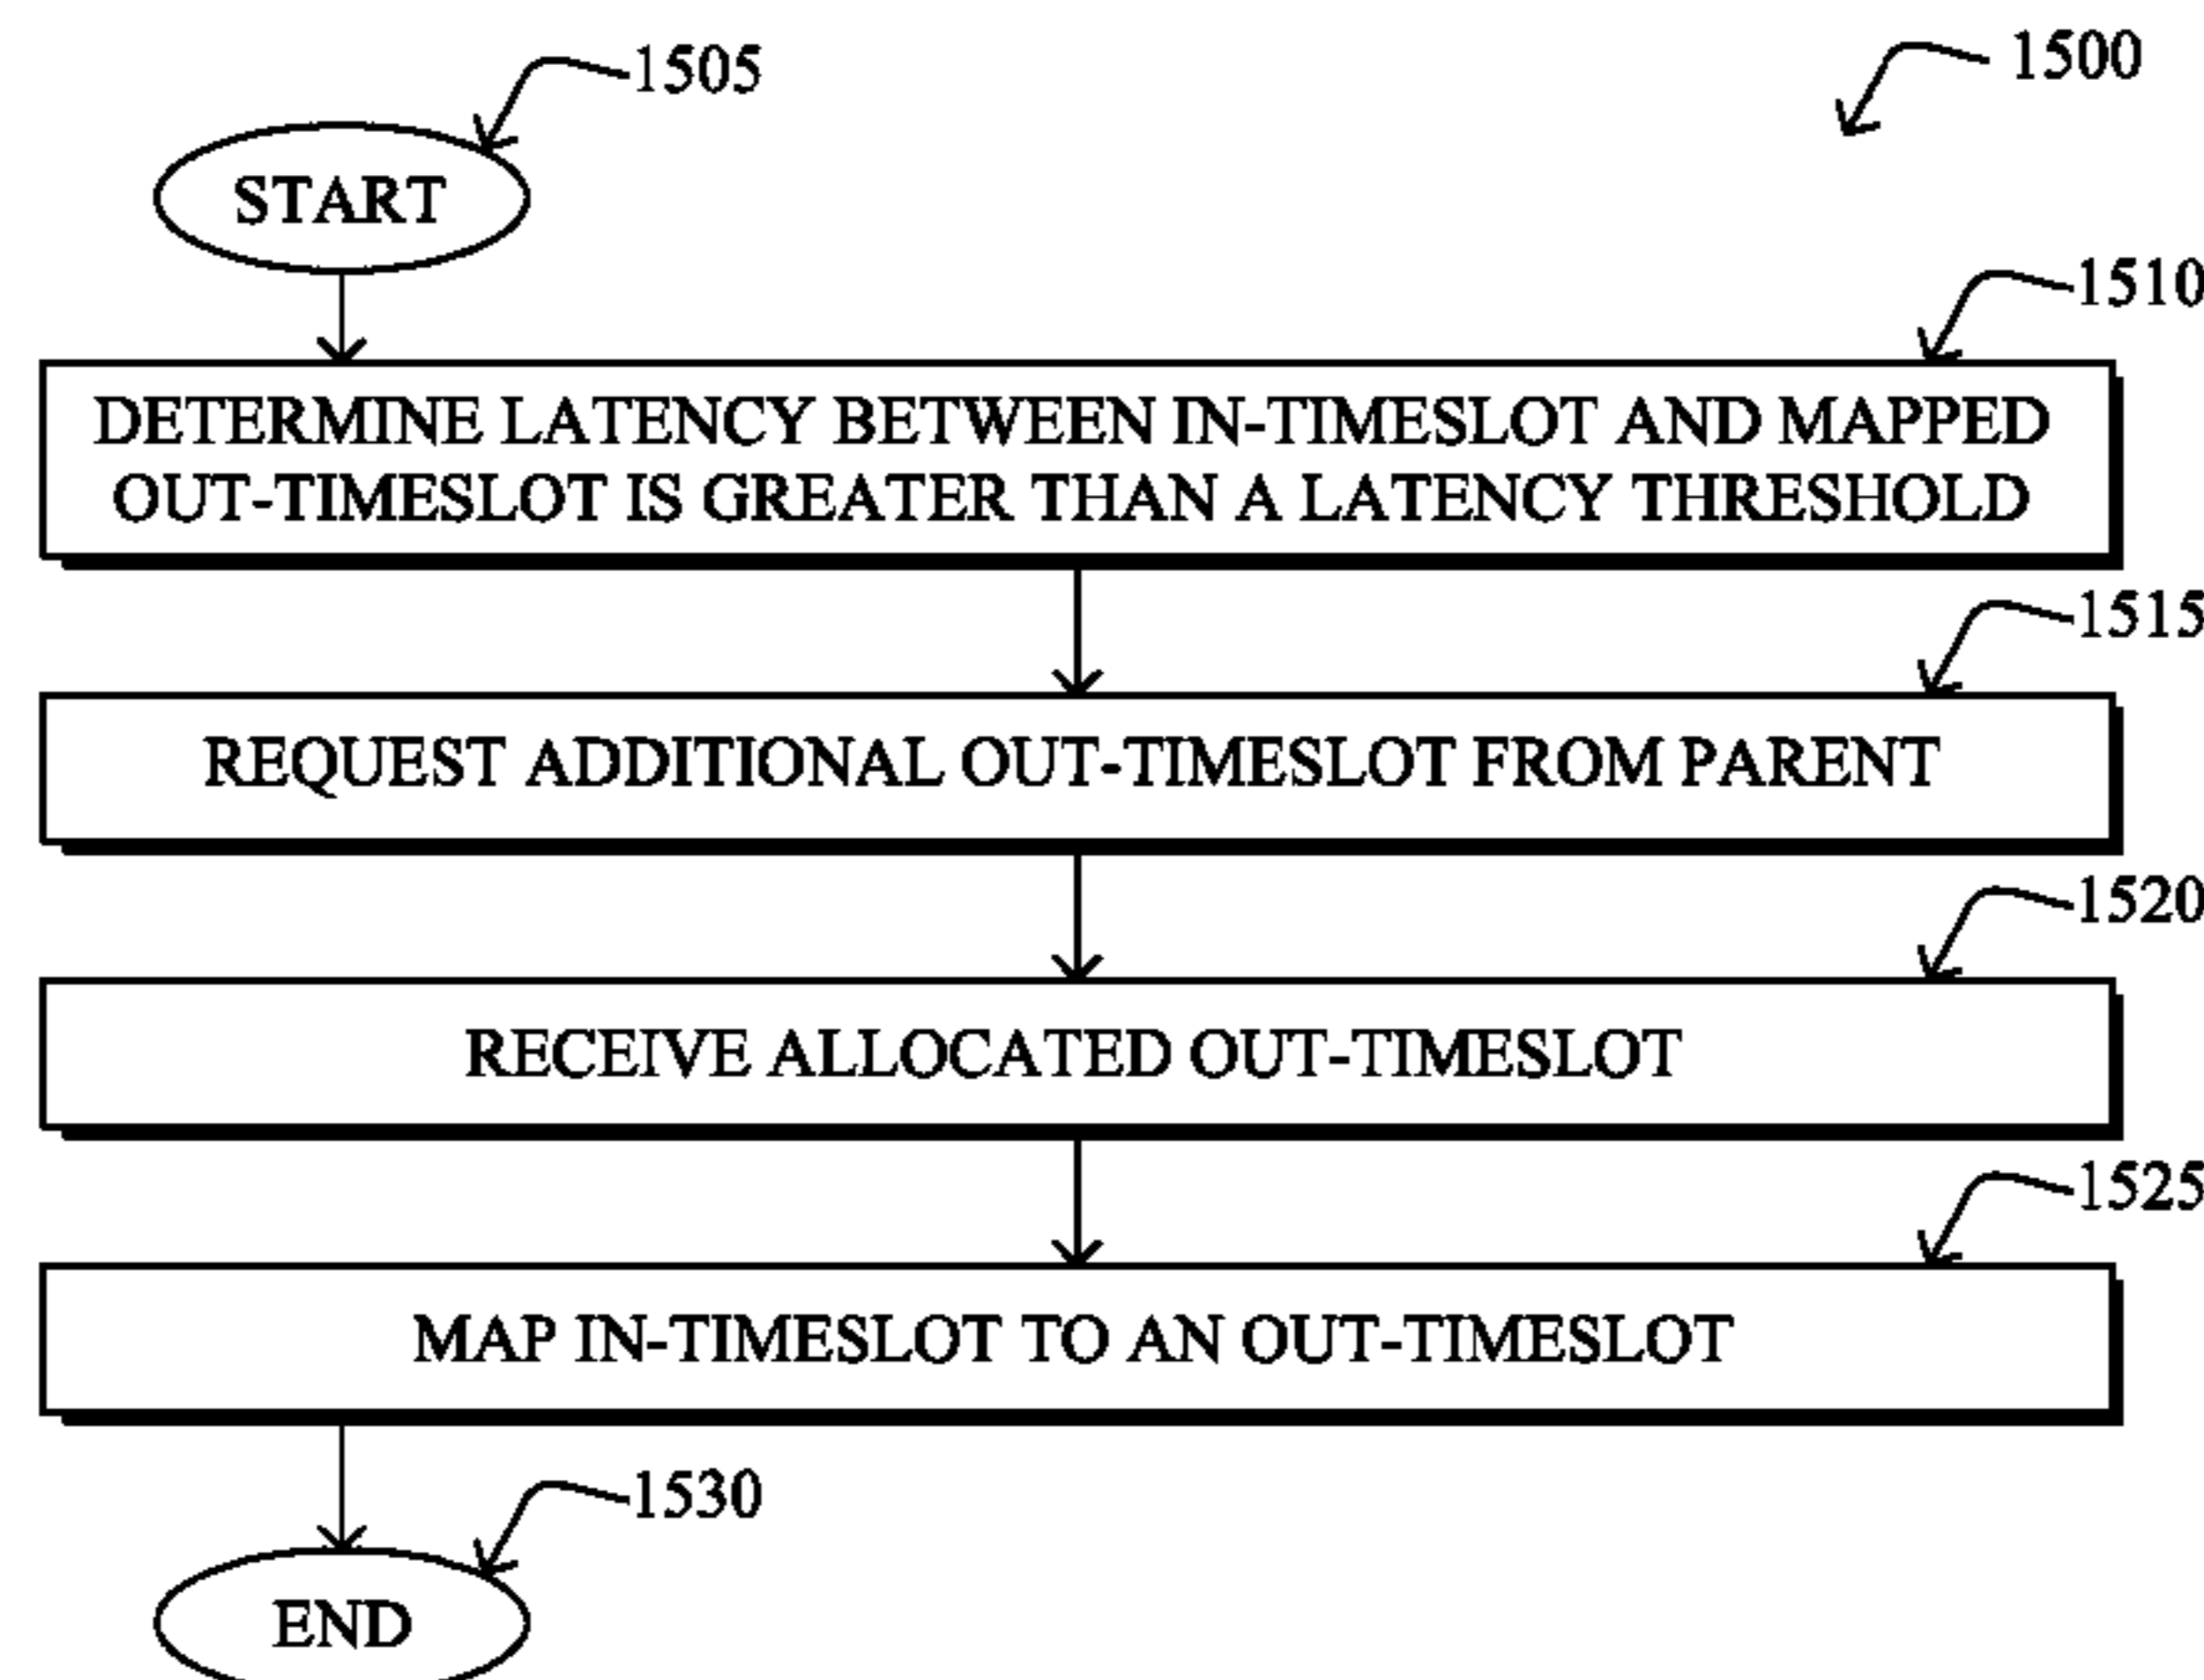 1505
1500
START
1510
DETERMINE LATENCY BETWEEN IN-TIMESLOT AND MAPPED
OUT-TIMESLOT IS GREATER THAN A LATENCY THRESHOLD
1515
REQUEST ADDITIONAL OUT-TIMESLOT FROM PARENT
1520
RECEIVE ALLOCATED OUT-TIMESLOT
1525
MAP IN-TIMESLOT TO AN OUT-TIMESLOT
1530
END